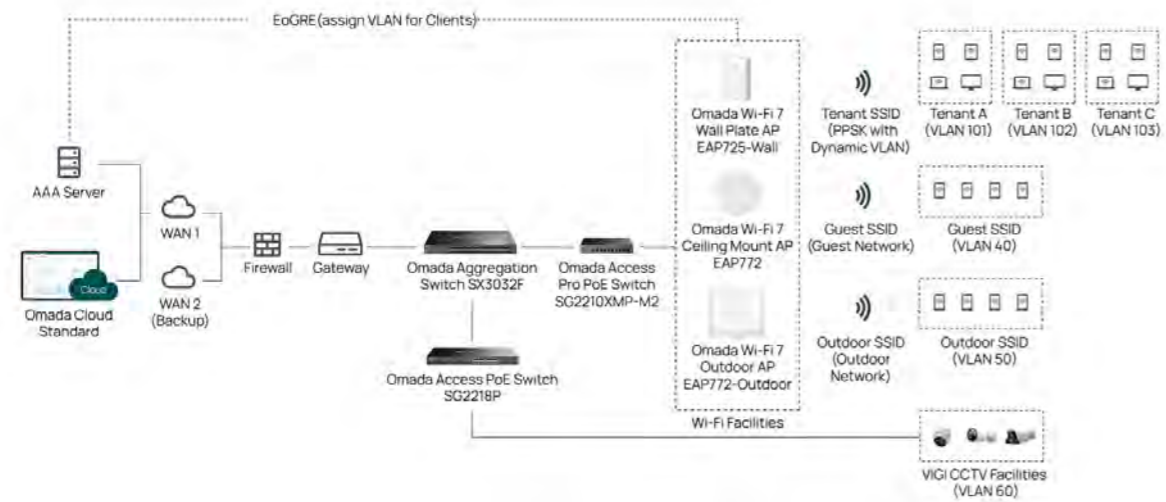 EoGRE(assign VLAN for Clients)
AAA Server
Cloud
Omada Cloud
Standard
WAN 1
WAN 2
(Backup)
Firewall
Gateway
Omada Aggregation
Switch SX3032F
Omada Access
Pro PoE Switch
SG2210XMP-M2
Omada Access PoE Switch
SG2218P
Omada Wi-Fi 7
Wall Plate AP
EAP725-Wall
Omada Wi-Fi 7
Ceiling Mount AP
EAP772
Omada Wi-Fi 7
Outdoor AP
EAP772-Outdoor
Wi-Fi Facilities
Tenant SSID
(PPSK with
Dynamic VLAN)
Guest SSID
(Guest Network)
Outdoor SSID
(Outdoor
Network)
Tenant A
(VLAN 101)
Tenant B
(VLAN 102)
Tenant C
(VLAN 103)
Guest SSID
(VLAN 40)
Outdoor SSID
(VLAN 50)
VIGI CCTV Facilities
(VLAN 60)